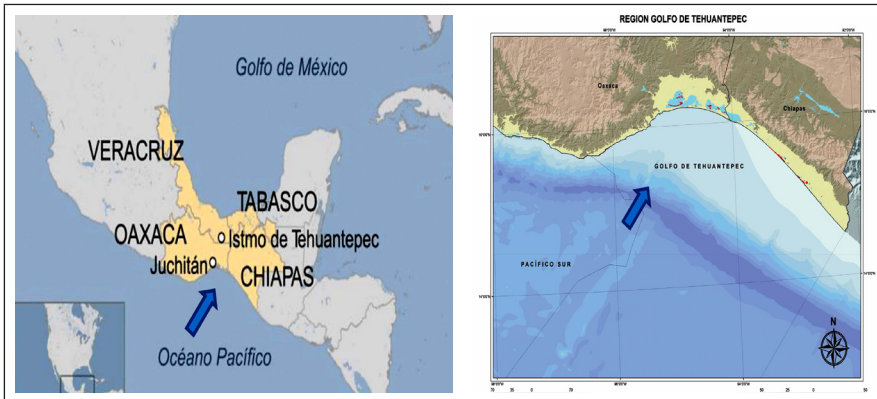 Golfo de México
VERACRUZ
TABASCO
OAXACA
Istmo de Tehuantepec
Juchitán
CHIAPAS
Océano Pacífico
REGION GOLFO DE TEHUANTEPEC
Oaxaca
Chiapas
GOLFO DE TEHUANTEPEC
PACÍFICO SUR
N